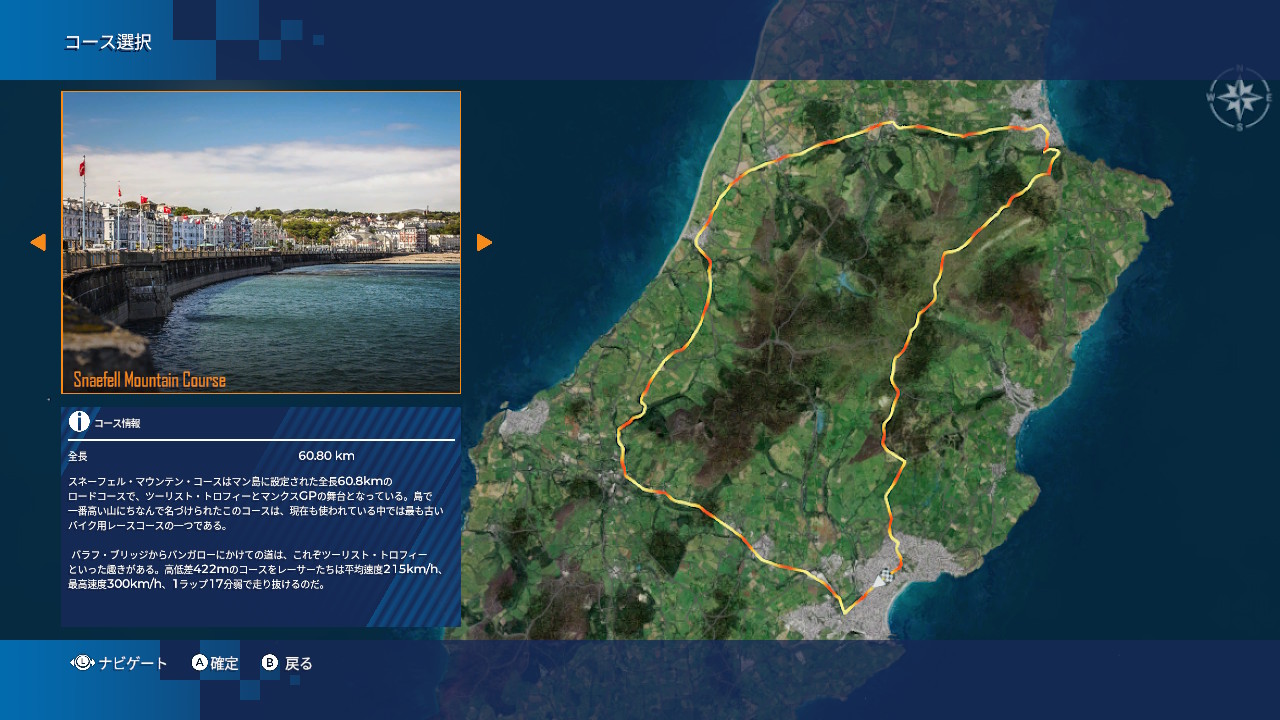 コース選択
N
W
E
S
Snaefell Mountain Course
コース情報
全長 60.80 km
スネーフェル・マウンテン・コースはマン島に設定された全長60.8kmの
ロードコースで、ツーリスト・トロフィーとマンクスGPの舞台となっている。島で
一番高い山にちなんで名づけられたこのコースは、現在も使われている中では最も古い
バイク用レースコースの一つである。
バラフ・ブリッジからバンガローにかけての道は、これぞツーリスト・トロフィー
といった趣きがある。高低差422mのコースをレーサーたちは平均速度215km/h、
最高速度300km/h、1ラップ17分弱で走り抜けるのだ。
L ナビゲート A 確定 B 戻る